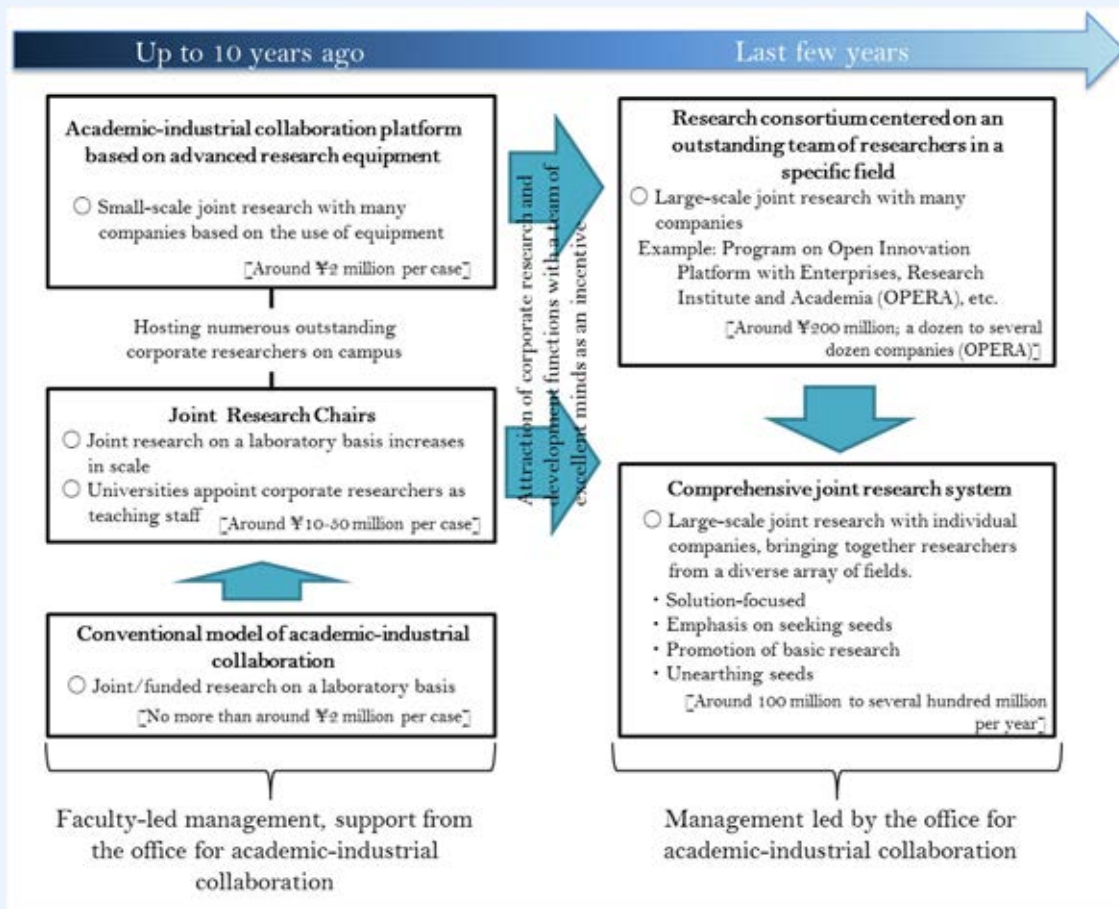 Up to 10 years ago
Last few years
Academic-industrial collaboration platform
based on advanced research equipment
○ Small-scale joint research with many
companies based on the use of equipment
[Around ¥2 million per case]
Hosting numerous outstanding
corporate researchers on campus
Joint Research Chairs
○ Joint research on a laboratory basis increases
in scale
○ Universities appoint corporate researchers as
teaching staff
[Around ¥10-50 million per case]
Conventional model of academic-industrial
collaboration
○ Joint/funded research on a laboratory basis
[No more than around ¥2 million per case]
Faculty-led management, support from
the office for academic-industrial
collaboration
Attraction of corporate research and
development functions with a team of
excellent minds as an incentive
Research consortium centered on an
outstanding team of researchers in a
specific field
○ Large-scale joint research with many
companies
Example: Program on Open Innovation
Platform with Enterprises, Research
Institute and Academia (OPERA), etc.
[Around ¥200 million; a dozen to several
dozen companies (OPERA)]
Comprehensive joint research system
○ Large-scale joint research with individual
companies, bringing together researchers
from a diverse array of fields.
・Solution-focused
・Emphasis on seeking seeds
・Promotion of basic research
・Unearthing seeds
[Around 100 million to several hundred million
per year]
Management led by the office for
academic-industrial collaboration